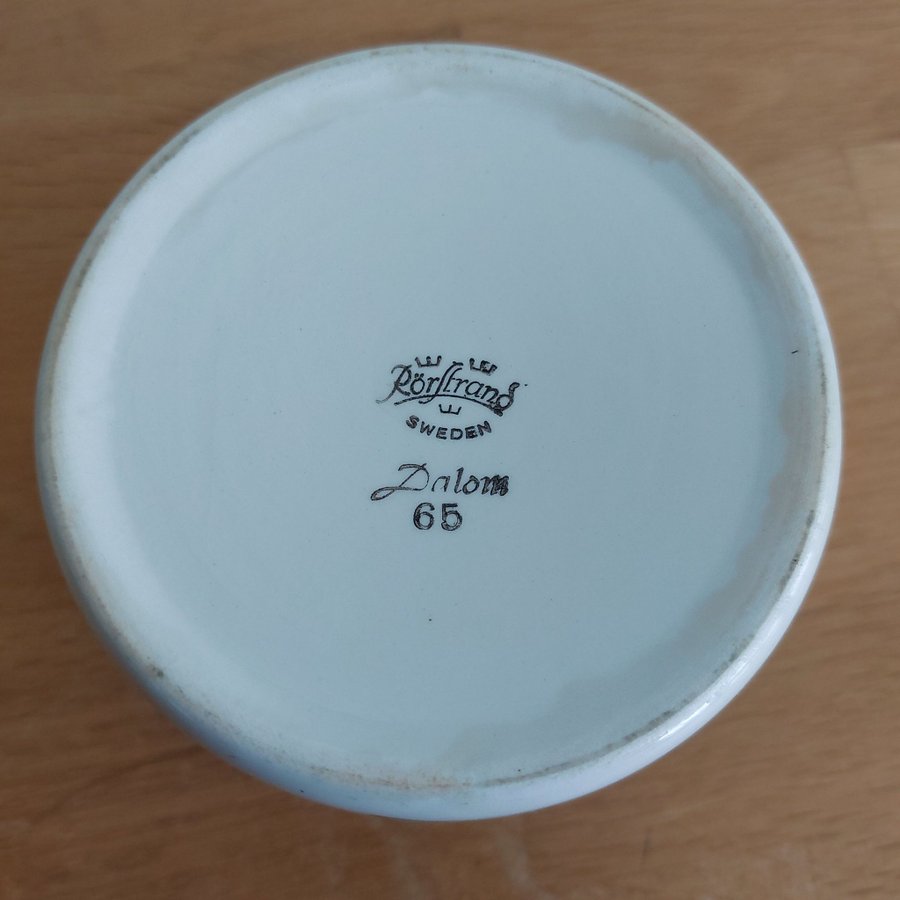 Rörstrand
SWEDEN
Dalom
65